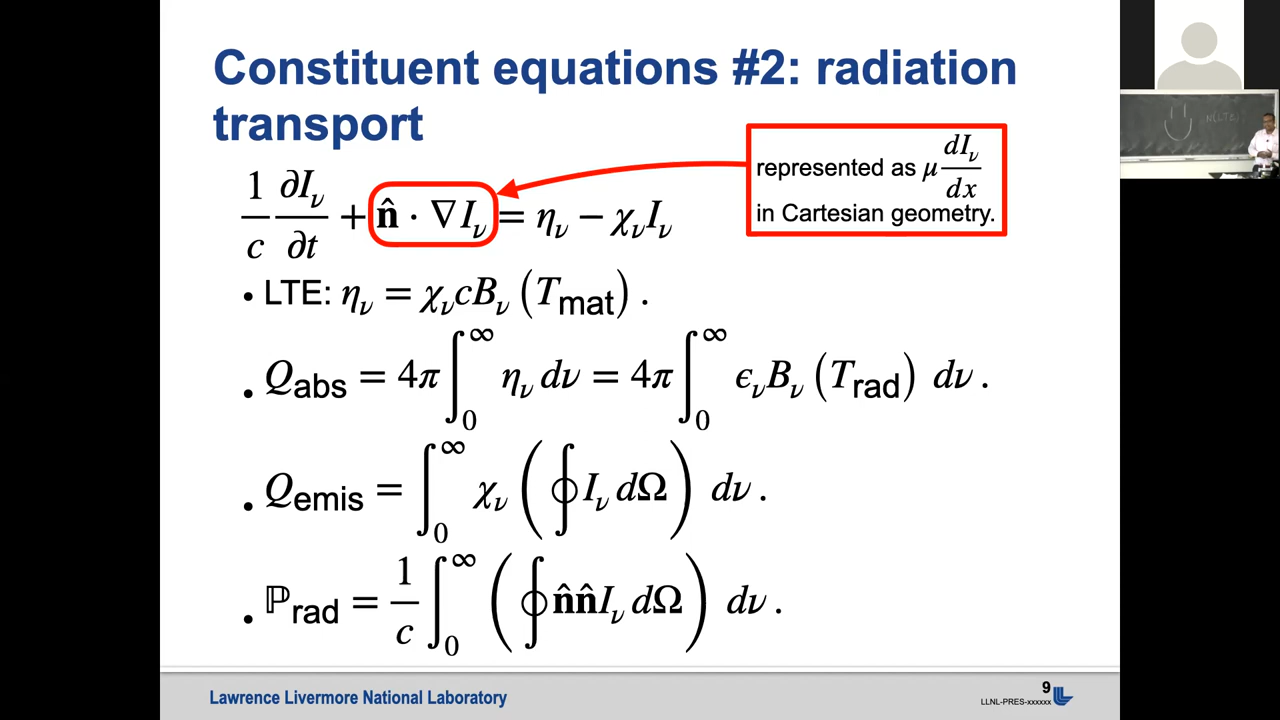 Constituent equations #2: radiation
transport
represented as μ dI_ν/dx
in Cartesian geometry.
1/c ∂I_ν/∂t + n̂ · ∇I_ν = η_ν − χ_ν I_ν
• LTE: η_ν = χ_ν c B_ν (T_mat) .
• Q_abs = 4π ∫_0^∞ η_ν dν = 4π ∫_0^∞ ϵ_ν B_ν (T_rad) dν .
• Q_emis = ∫_0^∞ χ_ν (∮ I_ν dΩ) dν .
• ℙ_rad = 1/c ∫_0^∞ (∮ n̂n̂ I_ν dΩ) dν .
Lawrence Livermore National Laboratory
9
LLNL-PRES-xxxxxx